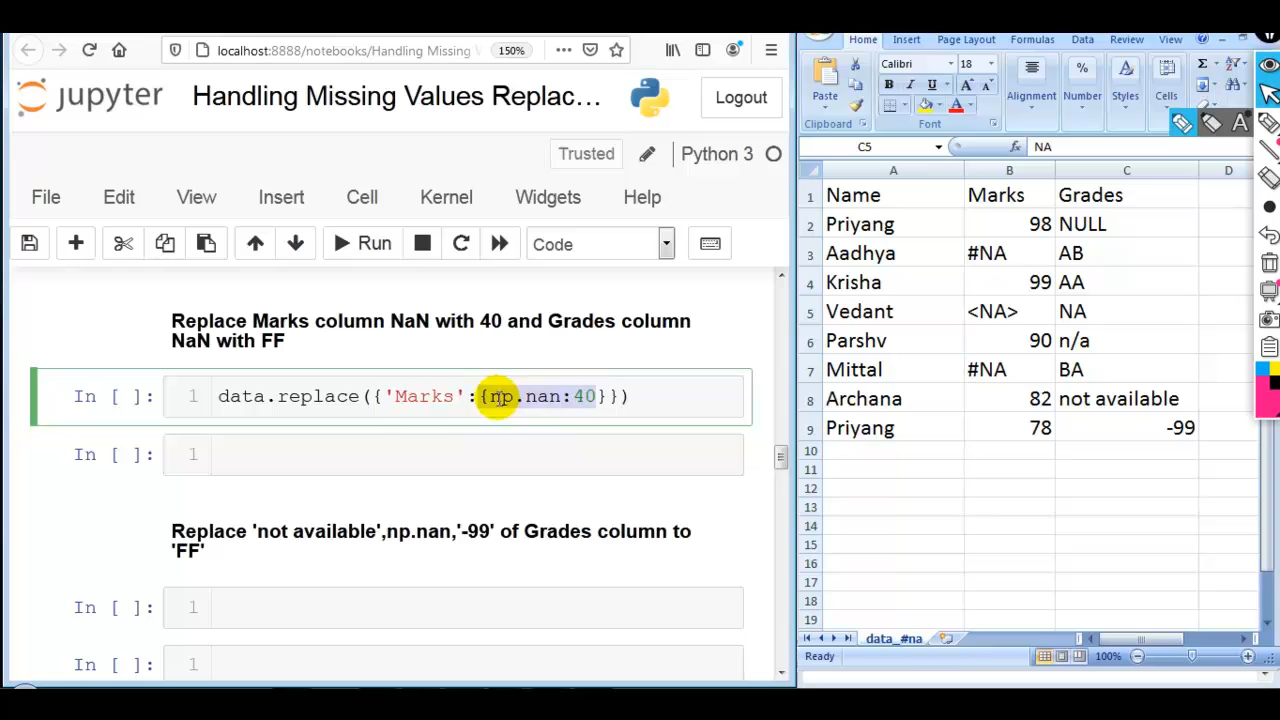 localhost:8888/notebooks/Handling Missing V
150%
jupyter
Handling Missing Values Replac...
Logout
Trusted
Python 3
File Edit View Insert Cell Kernel Widgets Help
Run
Code
Replace Marks column NaN with 40 and Grades column
NaN with FF
In [ ]:
1 data.replace({'Marks':{np.nan:40}})
In [ ]:
1
Replace 'not available',np.nan,'-99' of Grades column to
'FF'
In [ ]:
1
In [ ]:
1
Home Insert Page Layout Formulas Data Review View
Calibri 18
Paste
B I U A A
Alignment Number Styles Cells
Clipboard Font
C5 fx NA
A B C D
1 Name Marks Grades
2 Priyang 98 NULL
3 Aadhya #NA AB
4 Krisha 99 AA
5 Vedant <NA> NA
6 Parshv 90 n/a
7 Mittal #NA BA
8 Archana 82 not available
9 Priyang 78 -99
10
11
12
13
14
15
16
17
18
19
data_#na
Ready 100%